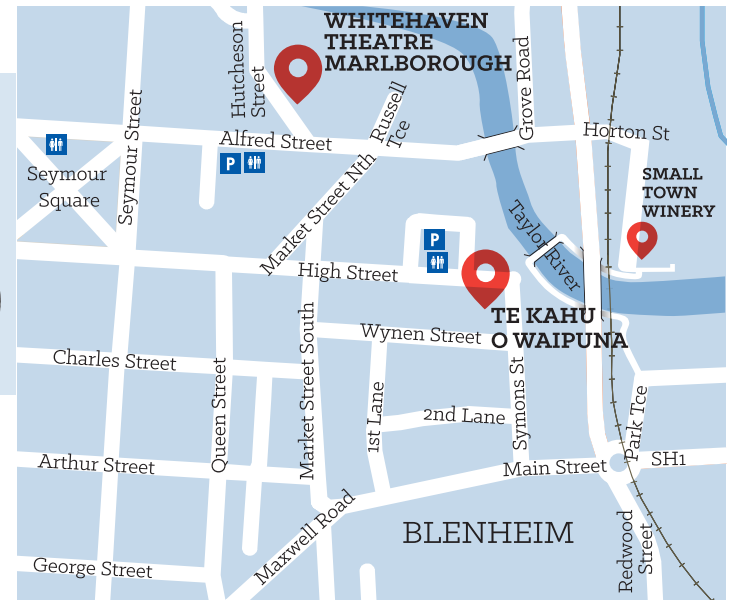 WHITEHAVEN
THEATRE
MARLBOROUGH
Hutcheson
Street
Grove Road
Russell
Tce
Seymour Street
Alfred Street
Horton St
P
Seymour
Square
SMALL
TOWN
WINERY
Market Street Nth
Taylor River
P
High Street
TE KAHU
O WAIPUNA
Wynen Street
Charles Street
Queen Street
Market Street South
1st Lane
2nd Lane
Symons St
Park Tce
Arthur Street
Main Street
SH1
Maxwell Road
BLENHEIM
Redwood
Street
George Street